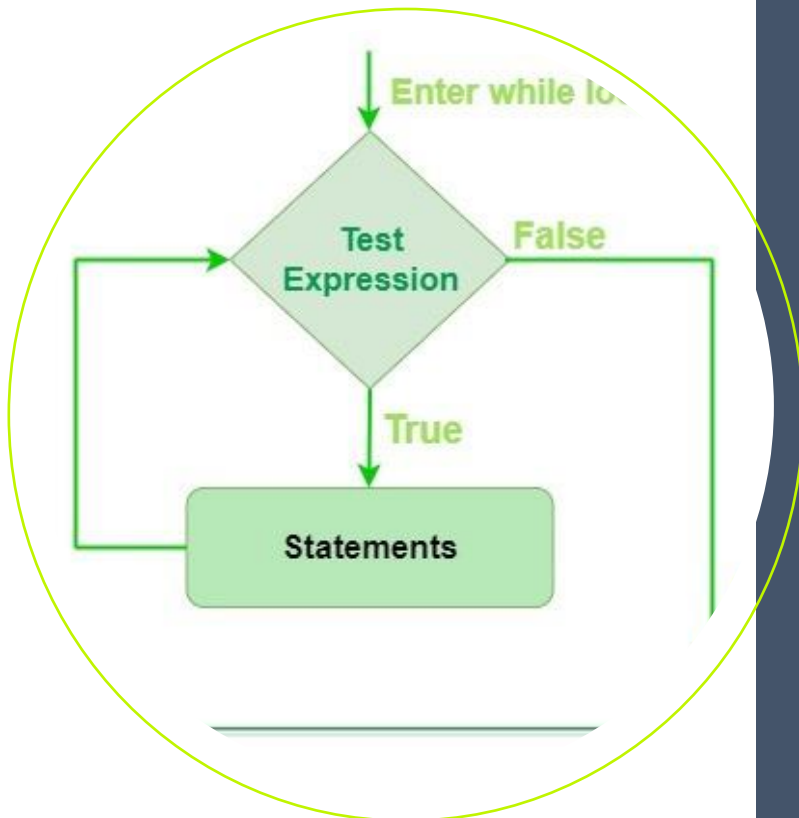 Enter while
Test
Expression
False
True
Statements